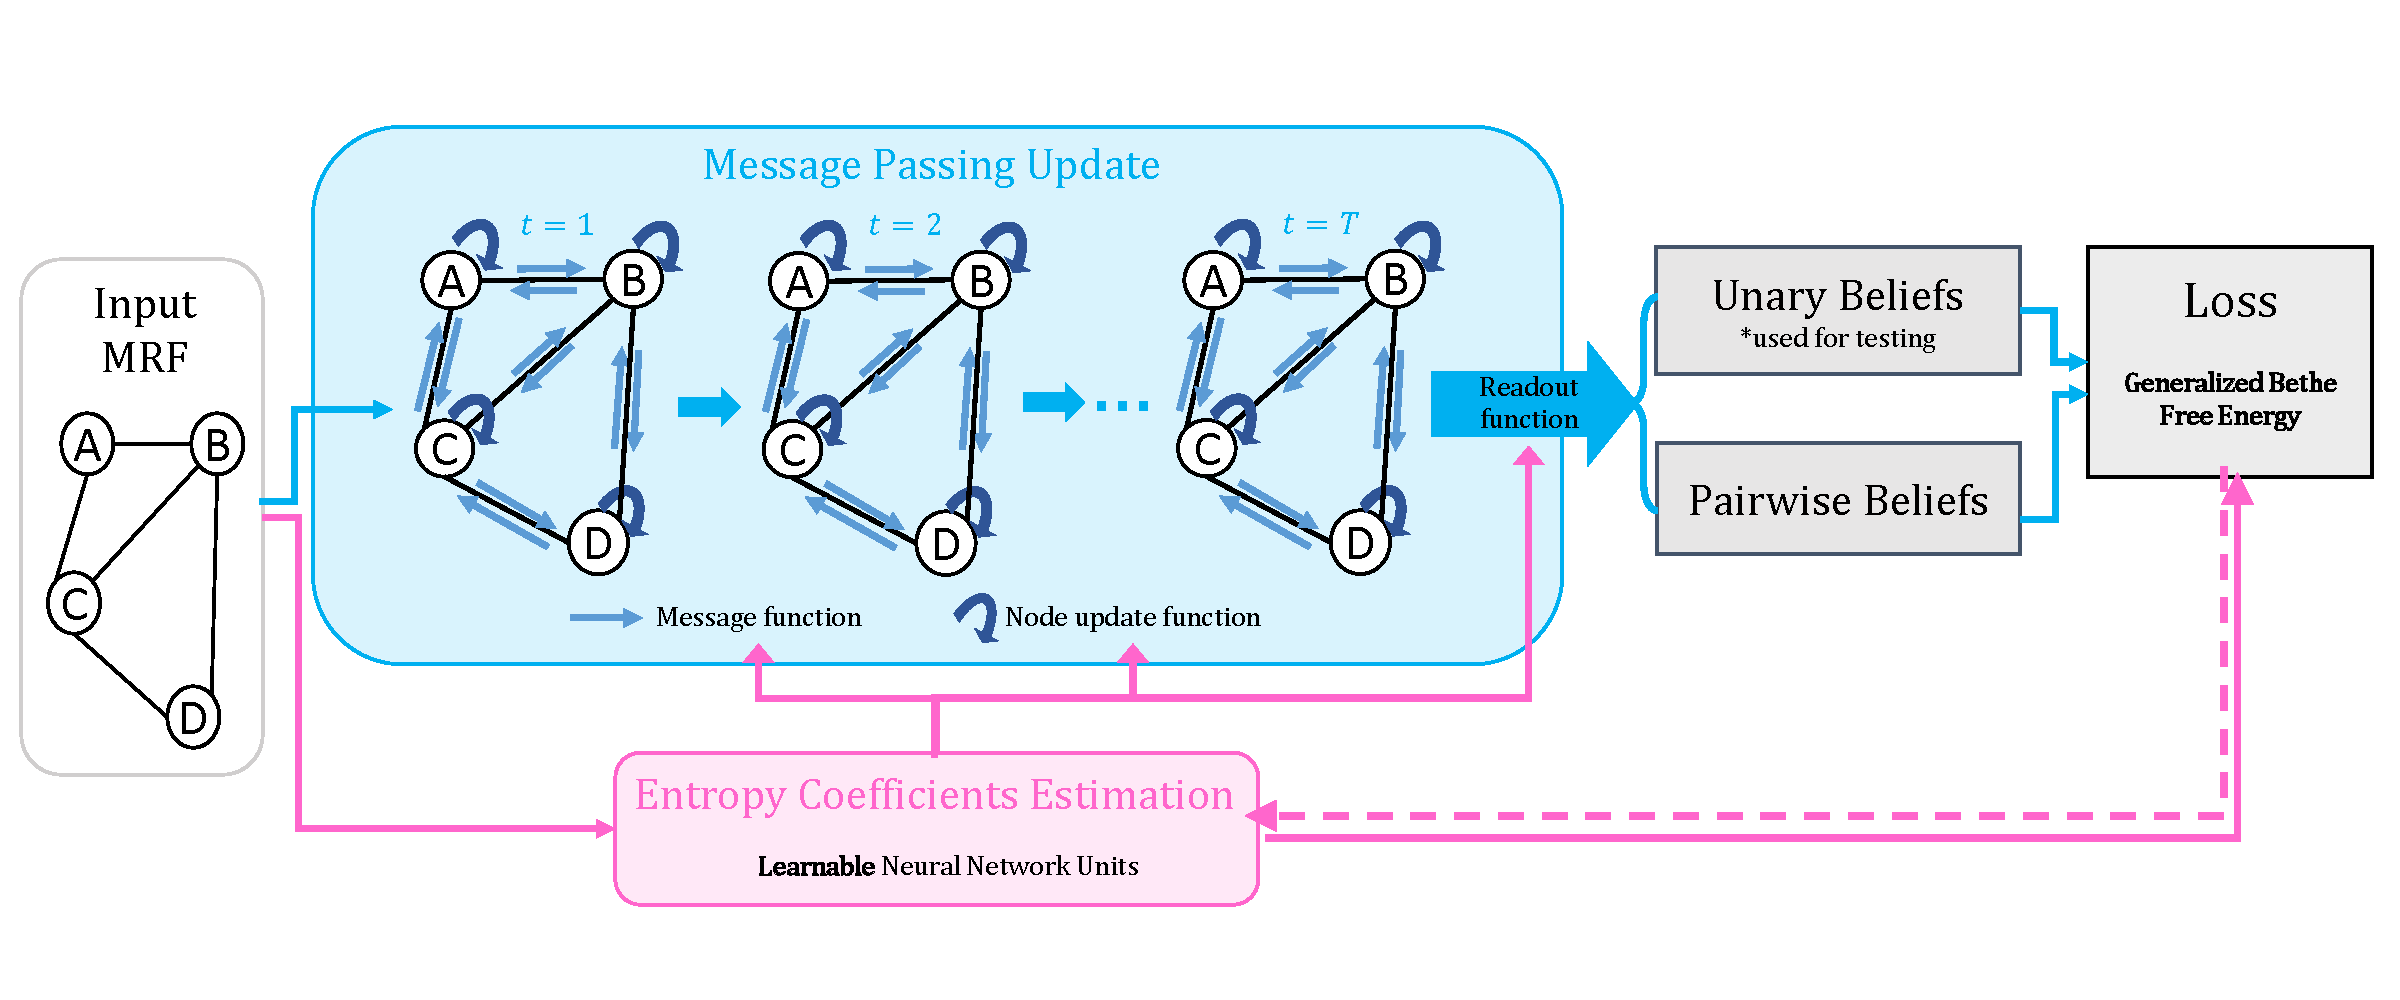 Message Passing Update
t = 1
t = 2
t = T
Input
MRF
A
B
C
D
A
B
C
D
A
B
C
D
...
A
B
C
D
Message function
Node update function
Readout
function
Unary Beliefs
*used for testing
Pairwise Beliefs
Loss
Generalized Bethe
Free Energy
Entropy Coefficients Estimation
Learnable Neural Network Units